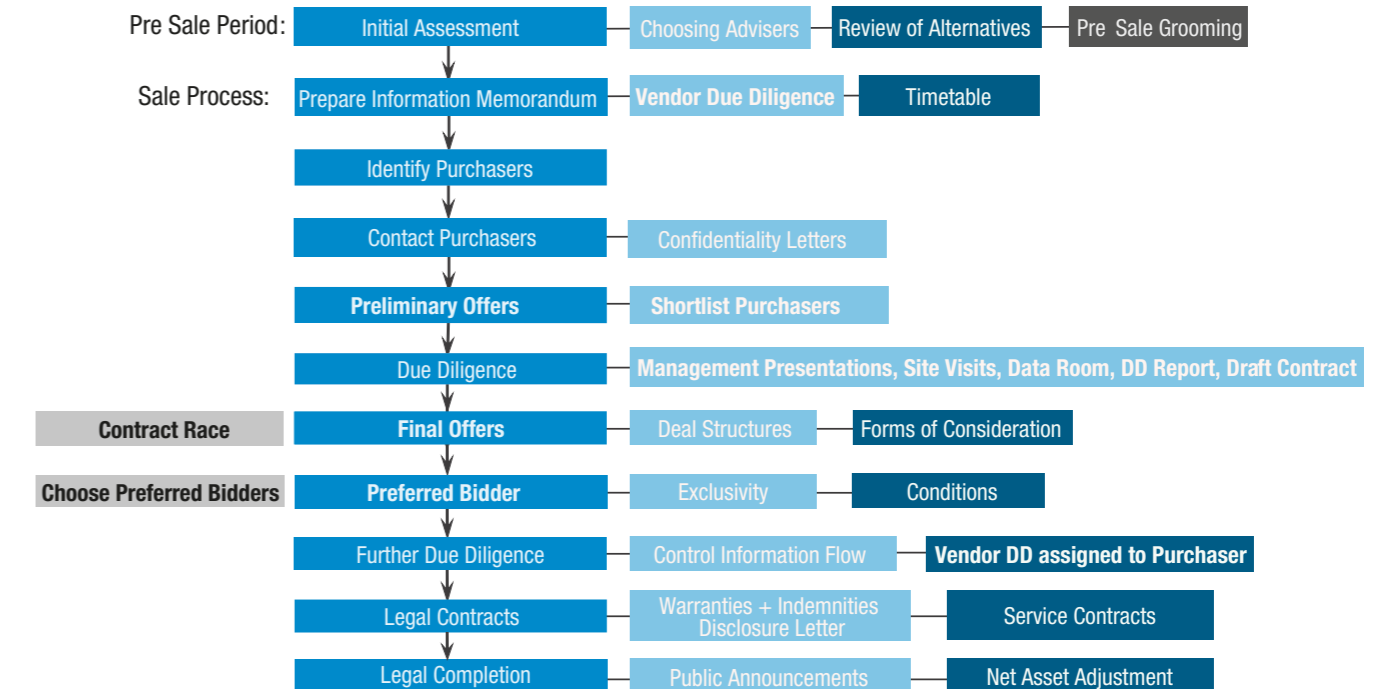 Pre Sale Period: Initial Assessment Choosing Advisers Review of Alternatives Pre Sale Grooming
Sale Process: Prepare Information Memorandum Vendor Due Diligence Timetable
Identify Purchasers
Contact Purchasers Confidentiality Letters
Preliminary Offers Shortlist Purchasers
Due Diligence Management Presentations, Site Visits, Data Room, DD Report, Draft Contract
Contract Race Final Offers Deal Structures Forms of Consideration
Choose Preferred Bidders Preferred Bidder Exclusivity Conditions
Further Due Diligence Control Information Flow Vendor DD assigned to Purchaser
Legal Contracts Warranties + Indemnities
Disclosure Letter Service Contracts
Legal Completion Public Announcements Net Asset Adjustment